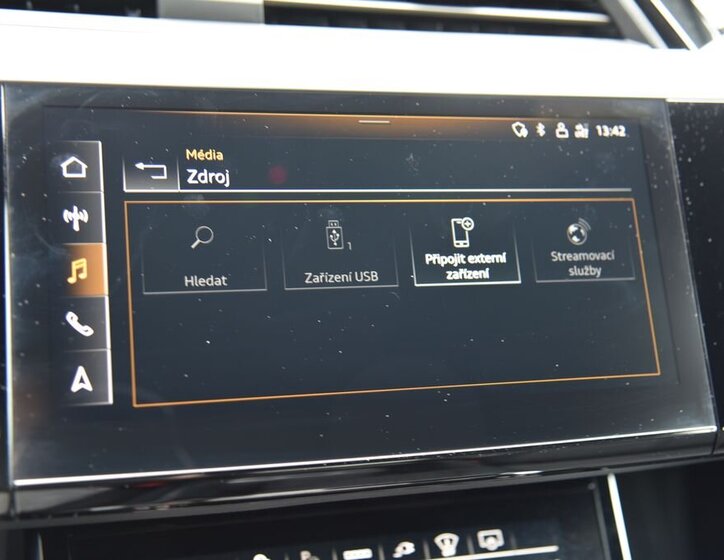 13:42
Média
Zdroj
Hledat
1
Zařízení USB
Připojit externí
zařízení
Streamovací
služby